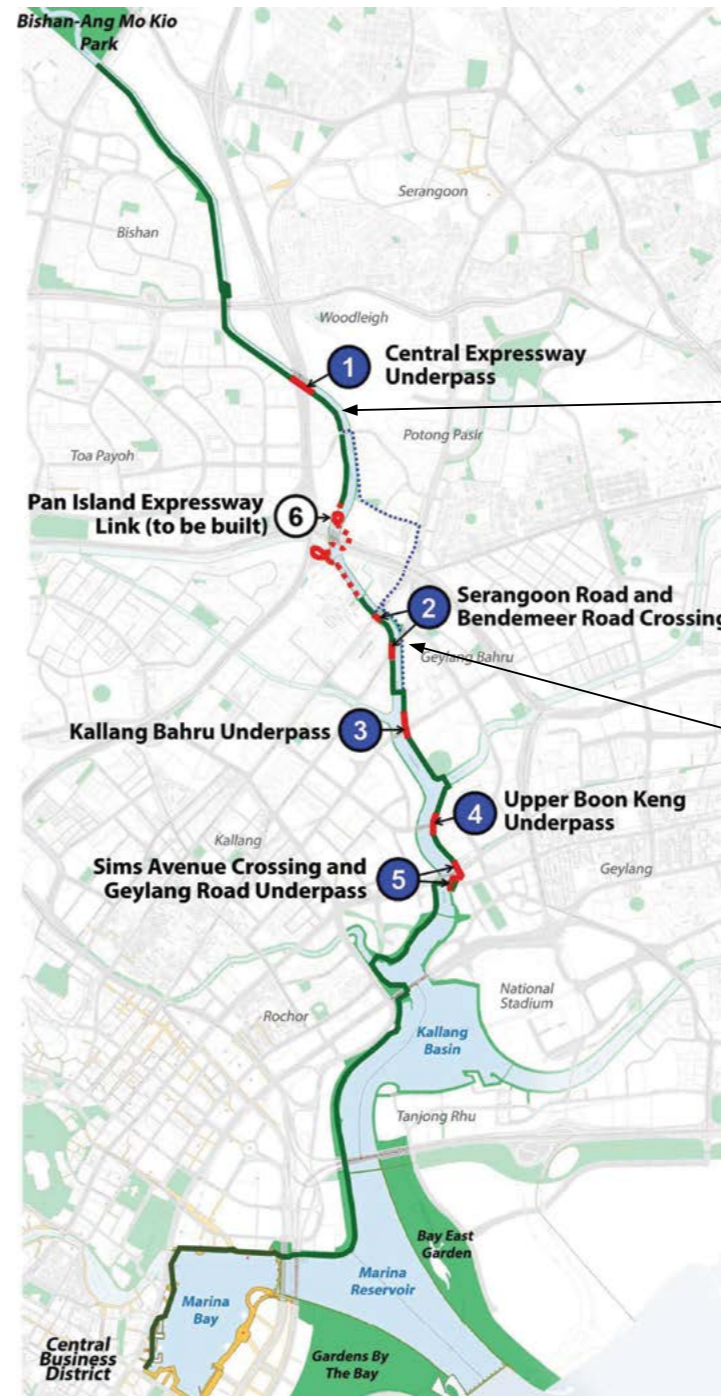 Bishan-Ang Mo Kio
Park
Serangoon
Bishan
Woodleigh
1
Central Expressway
Underpass
Potong Pasir
Toa Payoh
Pan Island Expressway
Link (to be built)
6
2
Serangoon Road and
Bendemeer Road Crossing
Geylang Bahru
Kallang Bahru Underpass
3
4
Upper Boon Keng
Underpass
Kallang
Sims Avenue Crossing and
Geylang Road Underpass
5
Geylang
National
Stadium
Rochor
Kallang
Basin
Tanjong Rhu
Bay East
Garden
Marina
Reservoir
Marina
Bay
Central
Business
District
Gardens By
The Bay